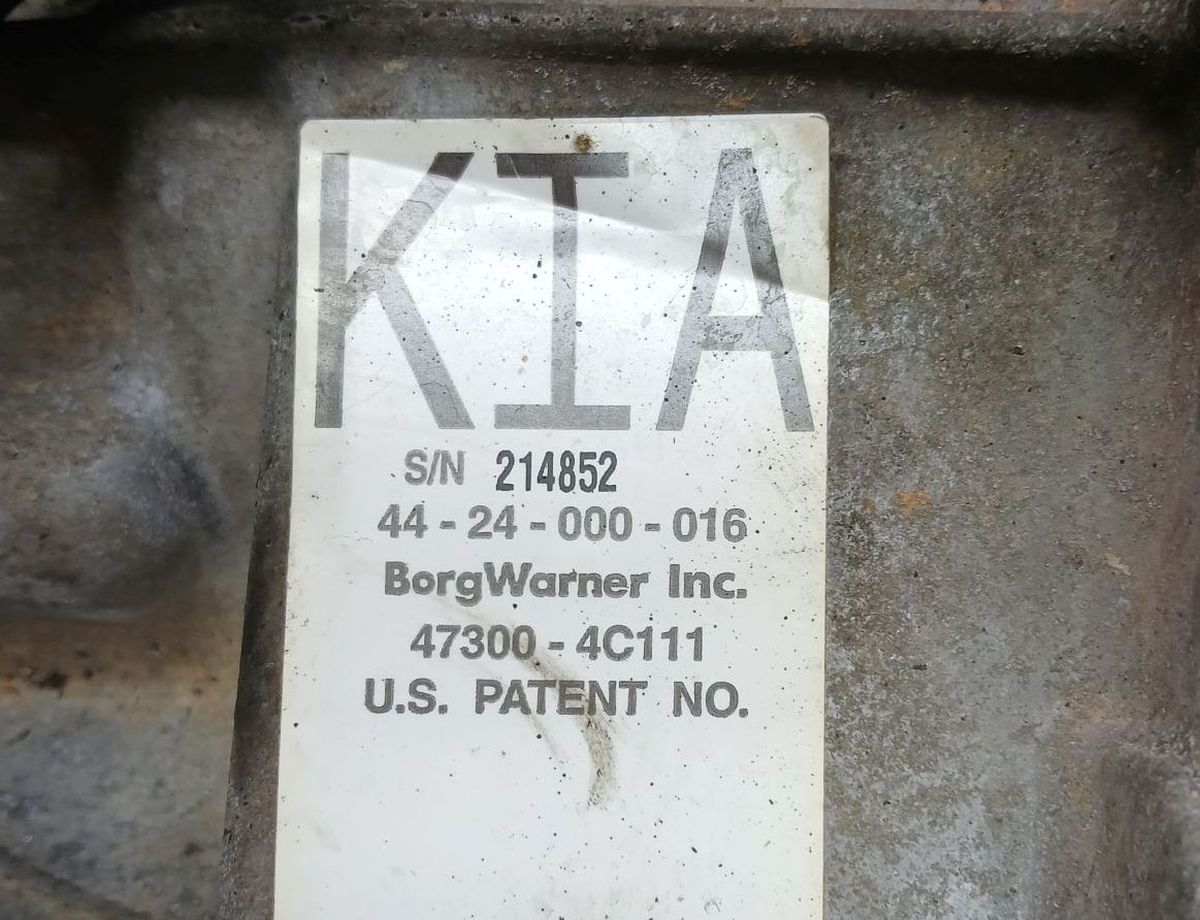 KIA
S/N 214852
44 - 24 - 000 - 016
BorgWarner Inc.
47300 - 4C111
U.S. PATENT NO.